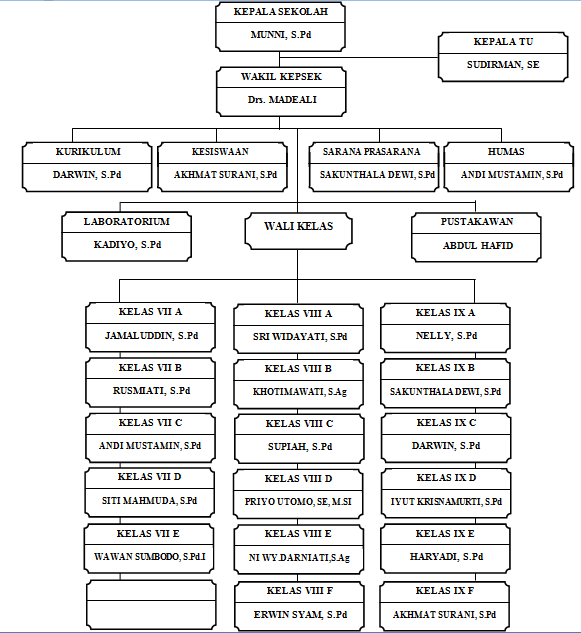 KEPALA SEKOLAH
MUNNI, S.Pd
KEPALA TU
SUDIRMAN, SE
WAKIL KEPSEK
Drs. MADEALI
KURIKULUM
DARWIN, S.Pd
KESISWAAN
AKHMAT SURANI, S.Pd
SARANA PRASARANA
SAKUNTHALA DEWI, S.Pd
HUMAS
ANDI MUSTAMIN, S.Pd
LABORATORIUM
KADIYO, S.Pd
WALI KELAS
PUSTAKAWAN
ABDUL HAFID
KELAS VII A
JAMALUDDIN, S.Pd
KELAS VII B
RUSMIATI, S.Pd
KELAS VII C
ANDI MUSTAMIN, S.Pd
KELAS VII D
SITI MAHMUDA, S.Pd
KELAS VII E
WAWAN SUMBODO, S.Pd.I
KELAS VIII A
SRI WIDAYATI, S.Pd
KELAS VIII B
KHOTIMAWATI, S.Ag
KELAS VIII C
SUPIAH, S.Pd
KELAS VIII D
PRIYO UTOMO, SE, M.SI
KELAS VIII E
NI WY.DARNIATI,S.Ag
KELAS VIII F
ERWIN SYAM, S.Pd
KELAS IX A
NELLY, S.Pd
KELAS IX B
SAKUNTHALA DEWI, S.Pd
KELAS IX C
DARWIN, S.Pd
KELAS IX D
IYUT KRISNAMURTI, S.Pd
KELAS IX E
HARYADI, S.Pd
KELAS IX F
AKHMAT SURANI, S.Pd